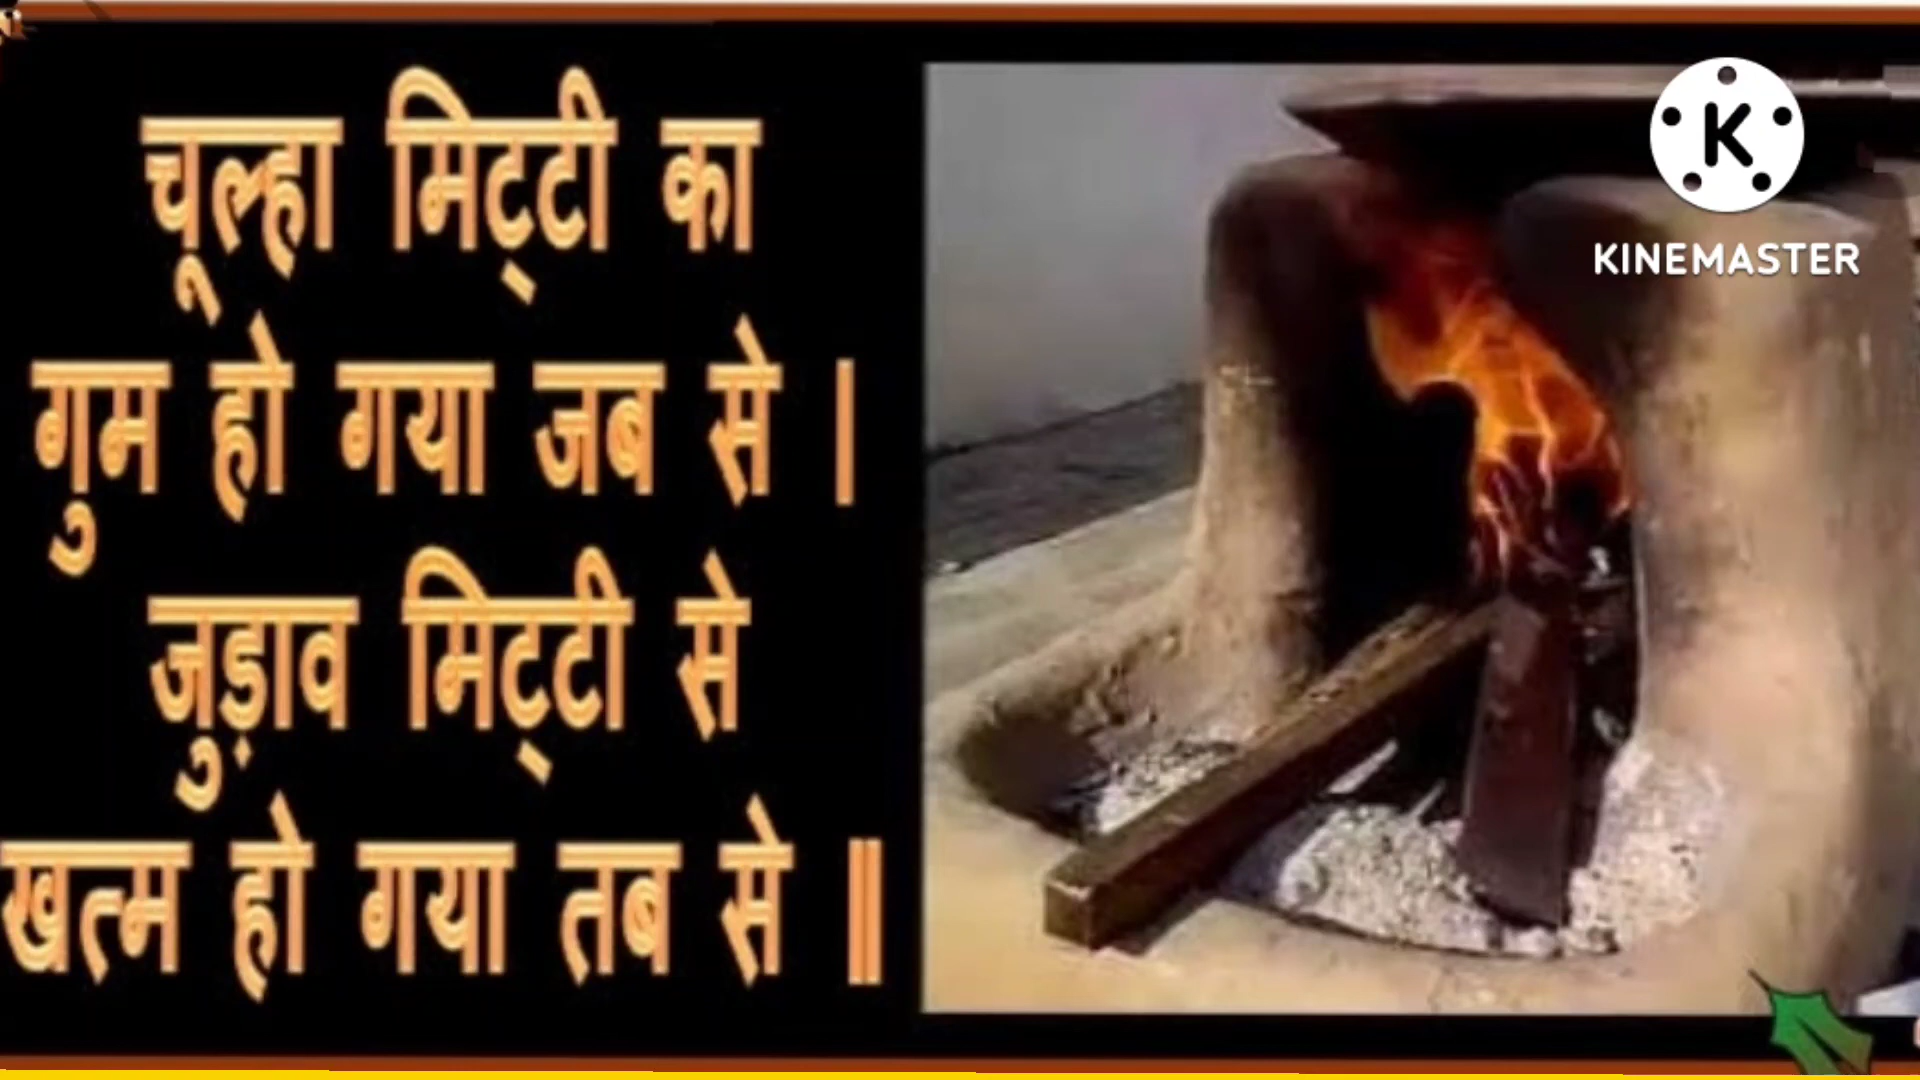 चूल्हा मिट्टी का
गुम हो गया जब से ।
जुड़ाव मिट्टी से
खत्म हो गया तब से ॥
K
KINEMASTER